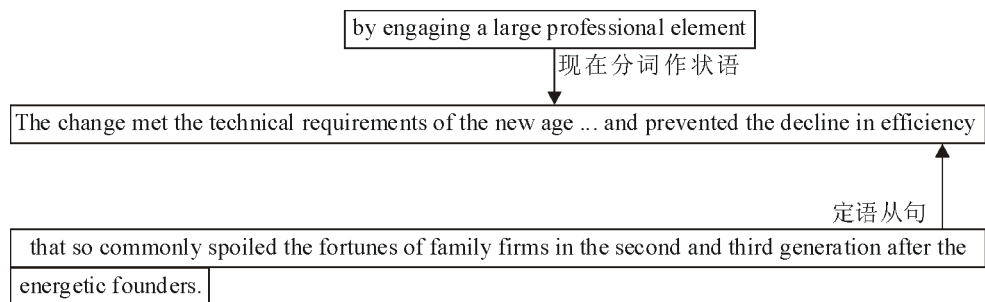 by engaging a large professional element
现在分词作状语
The change met the technical requirements of the new age ... and prevented the decline in efficiency
定语从句
that so commonly spoiled the fortunes of family firms in the second and third generation after the
energetic founders.